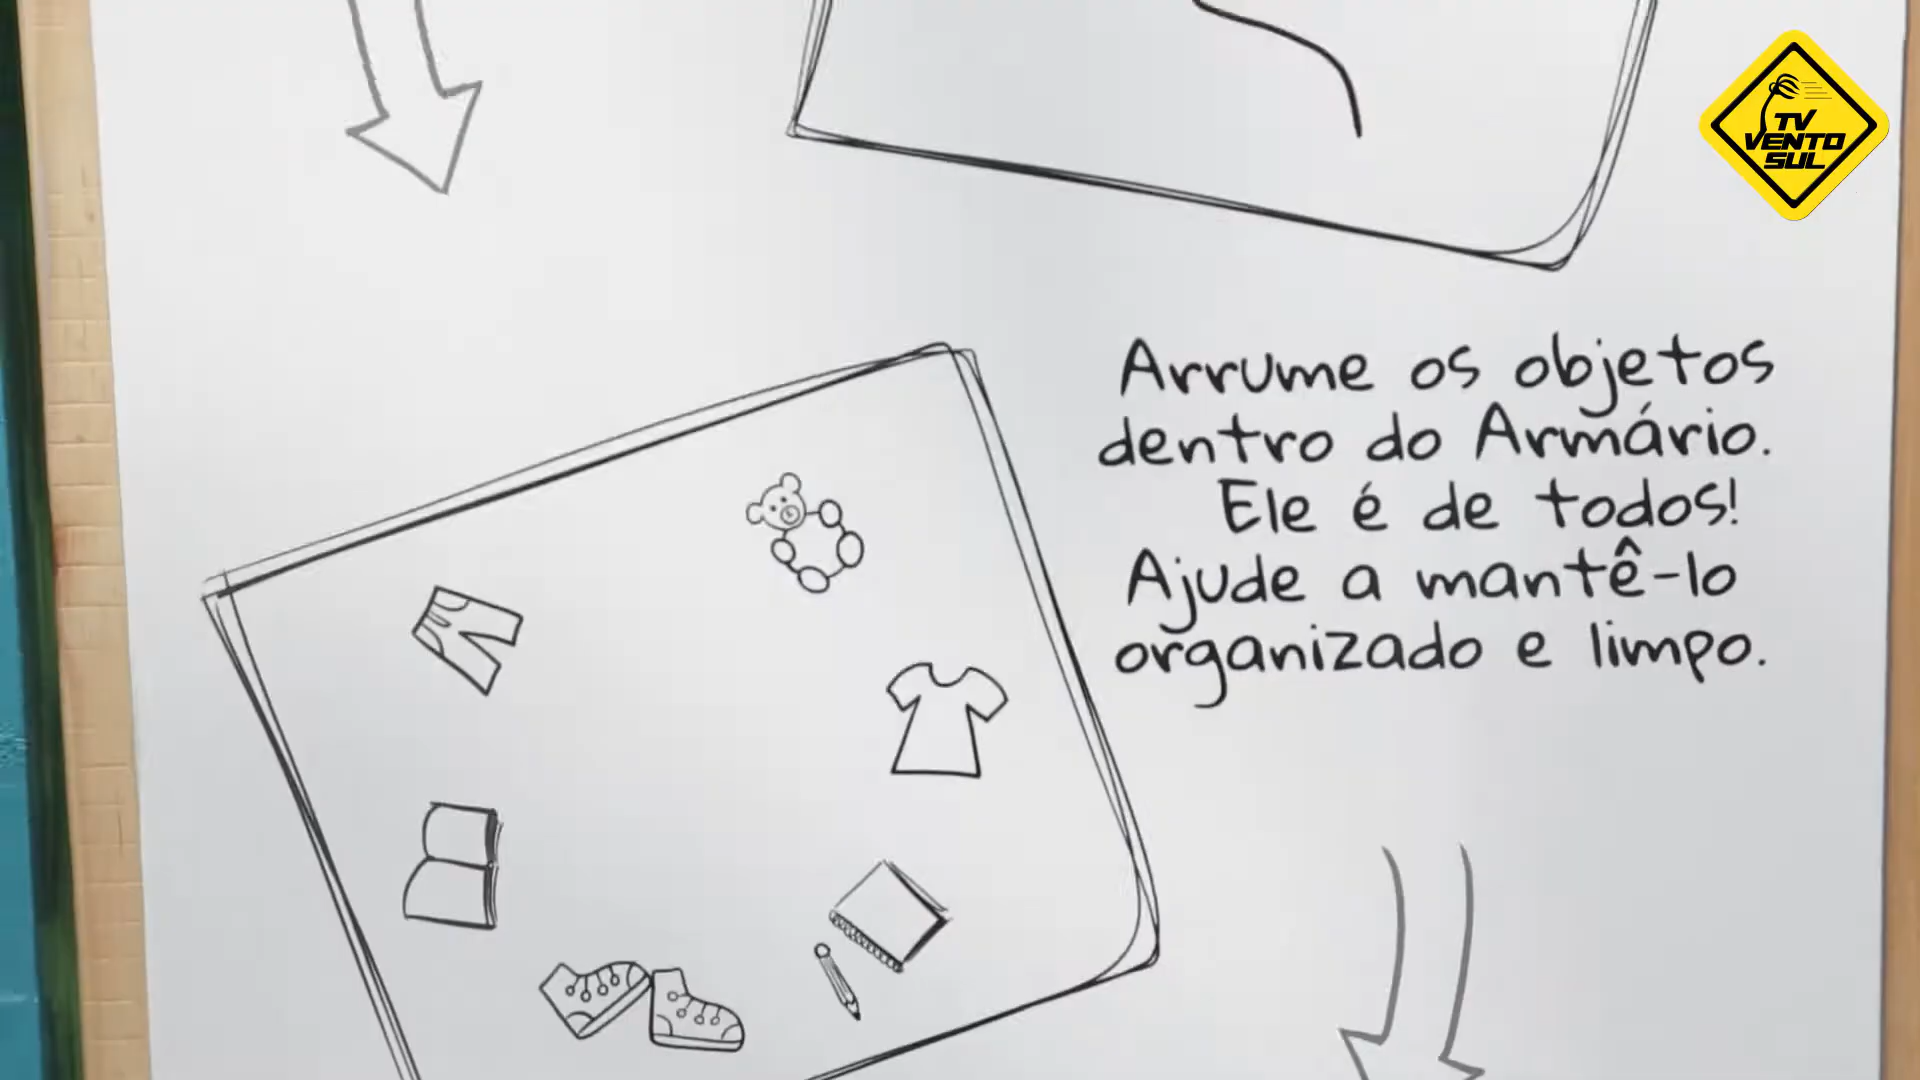 TV
VENTO
SUL
Arrume os objetos
dentro do Armário.
Ele é de todos!
Ajude a mantê-lo
organizado e limpo.